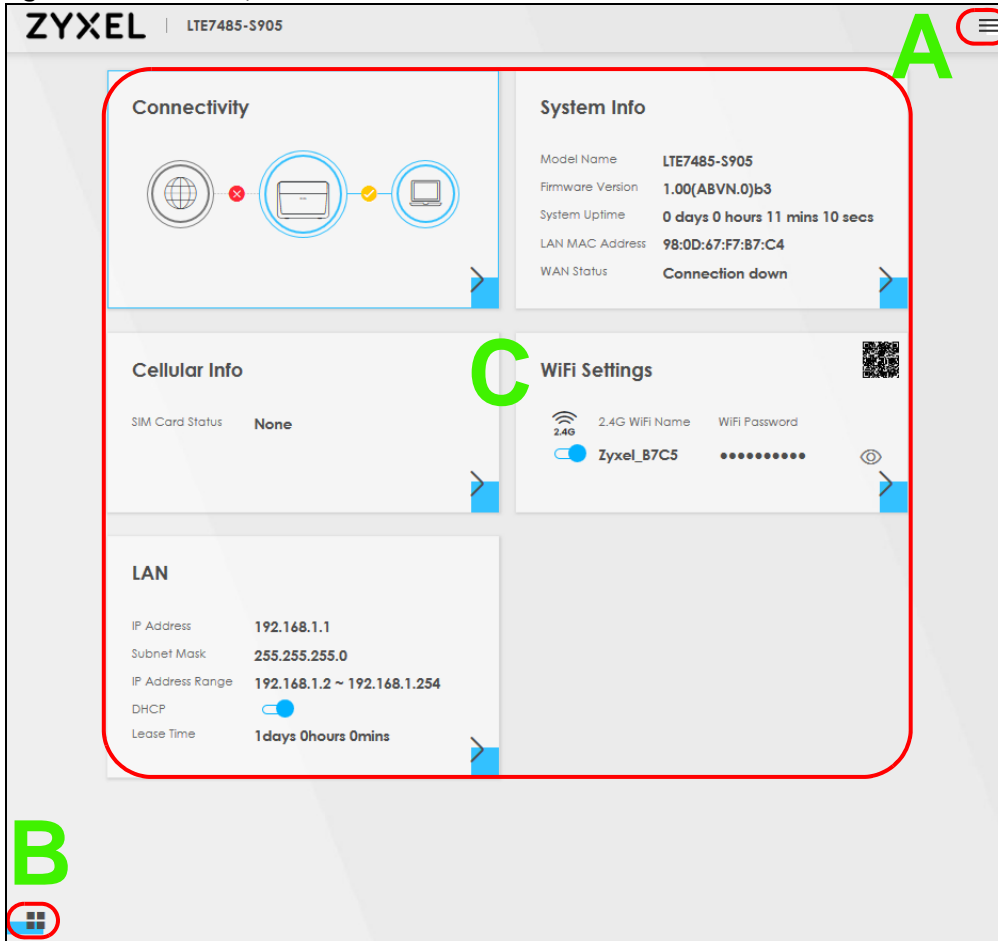 ZYXEL LTE7485-S905
A
Connectivity
System Info
Model Name LTE7485-S905
Firmware Version 1.00(ABVN.0)b3
System Uptime 0 days 0 hours 11 mins 10 secs
LAN MAC Address 98:0D:67:F7:B7:C4
WAN Status Connection down
C
Cellular Info
SIM Card Status None
WiFi Settings
2.4G 2.4G WiFi Name WiFi Password
Zyxel_B7C5 ●●●●●●●●●●
LAN
IP Address 192.168.1.1
Subnet Mask 255.255.255.0
IP Address Range 192.168.1.2 ~ 192.168.1.254
DHCP
Lease Time 1days 0hours 0mins
B